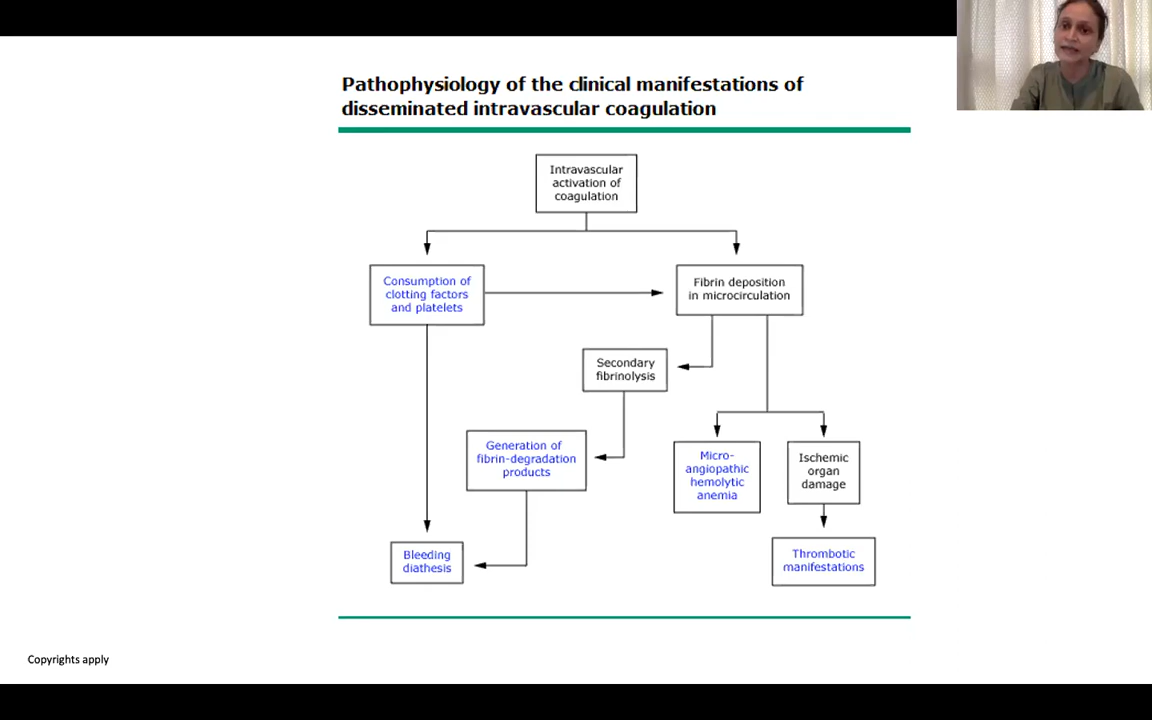 Pathophysiology of the clinical manifestations of
disseminated intravascular coagulation
Intravascular
activation of
coagulation
Consumption of
clotting factors
and platelets
Fibrin deposition
in microcirculation
Secondary
fibrinolysis
Generation of
fibrin-degradation
products
Micro-
angiopathic
hemolytic
anemia
Ischemic
organ
damage
Bleeding
diathesis
Thrombotic
manifestations
Copyrights apply